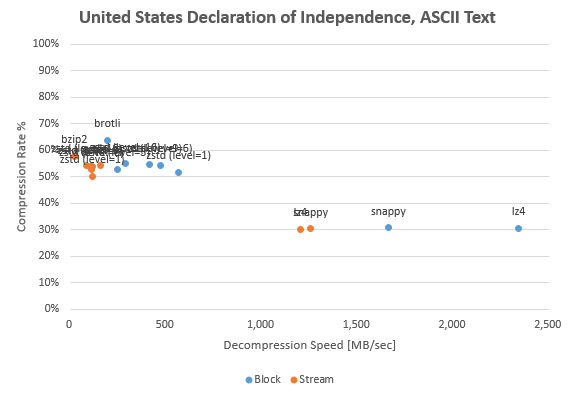 United States Declaration of Independence, ASCII Text
100%
90%
80%
70%
60%
50%
40%
30%
20%
10%
0%
Compression Rate %
brotli
bzip2
zstd (level=1)
zstd (level=1)
lz4
snappy
snappy
lz4
0
500
1,000
1,500
2,000
2,500
Decompression Speed [MB/sec]
Block
Stream